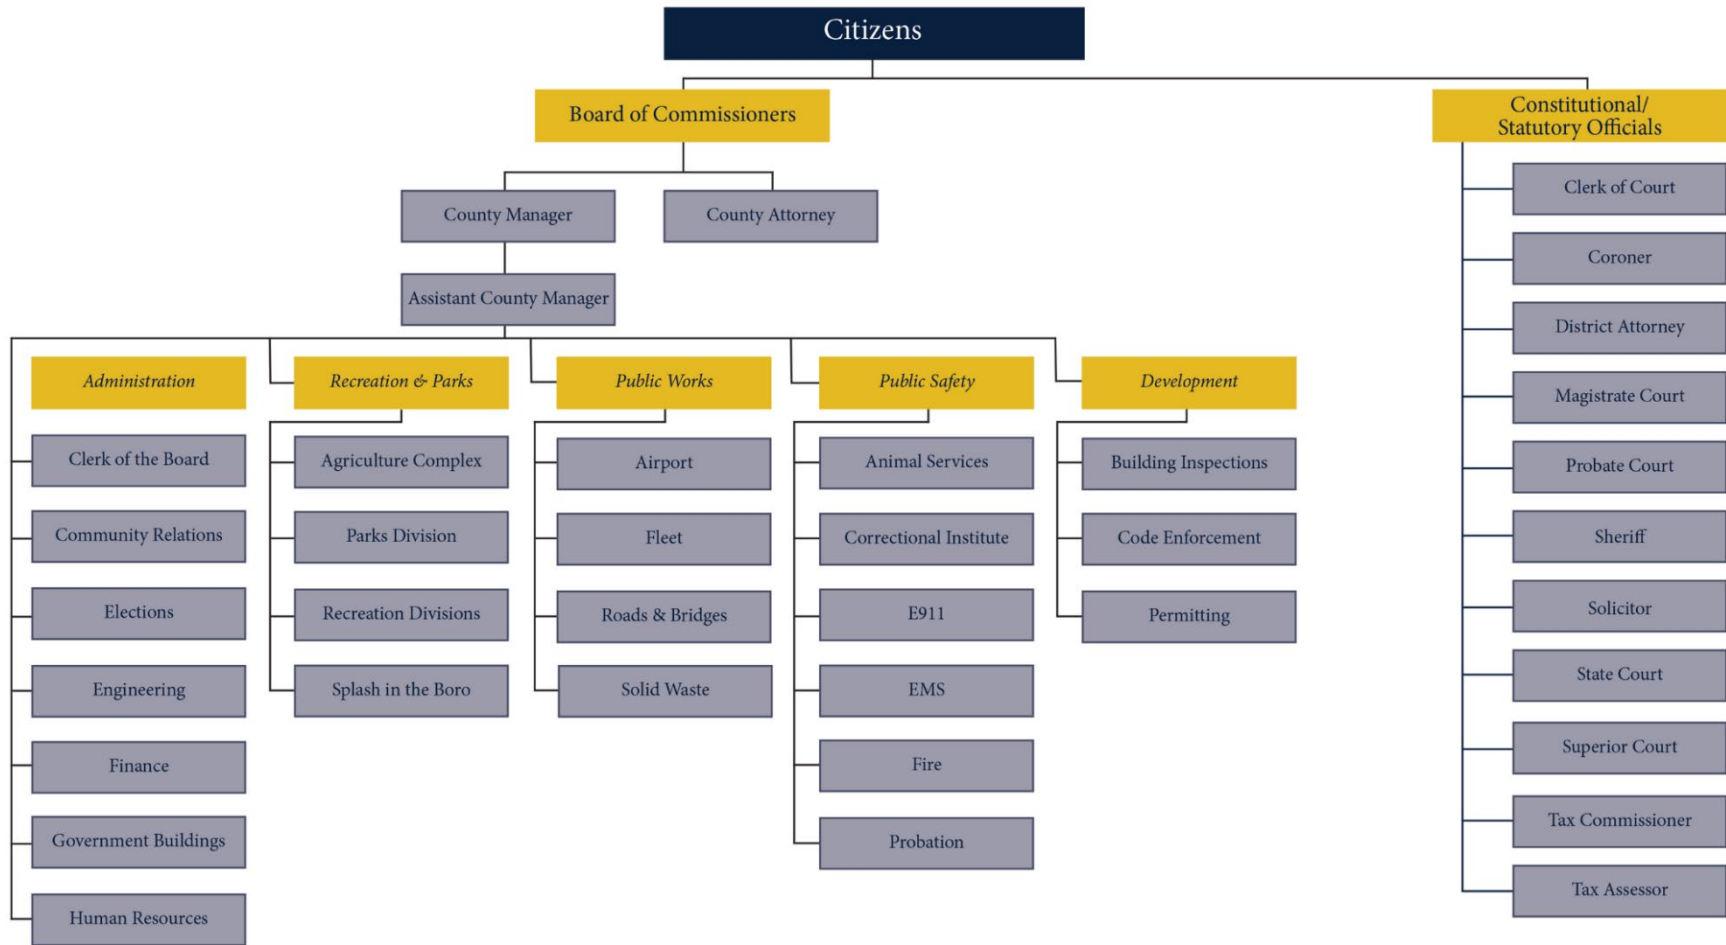 Citizens
Board of Commissioners
Constitutional/
Statutory Officials
County Manager
County Attorney
Assistant County Manager
Administration
Clerk of the Board
Community Relations
Elections
Engineering
Finance
Government Buildings
Human Resources
Recreation & Parks
Agriculture Complex
Parks Division
Recreation Divisions
Splash in the Boro
Public Works
Airport
Fleet
Roads & Bridges
Solid Waste
Public Safety
Animal Services
Correctional Institute
E911
EMS
Fire
Probation
Development
Building Inspections
Code Enforcement
Permitting
Clerk of Court
Coroner
District Attorney
Magistrate Court
Probate Court
Sheriff
Solicitor
State Court
Superior Court
Tax Commissioner
Tax Assessor